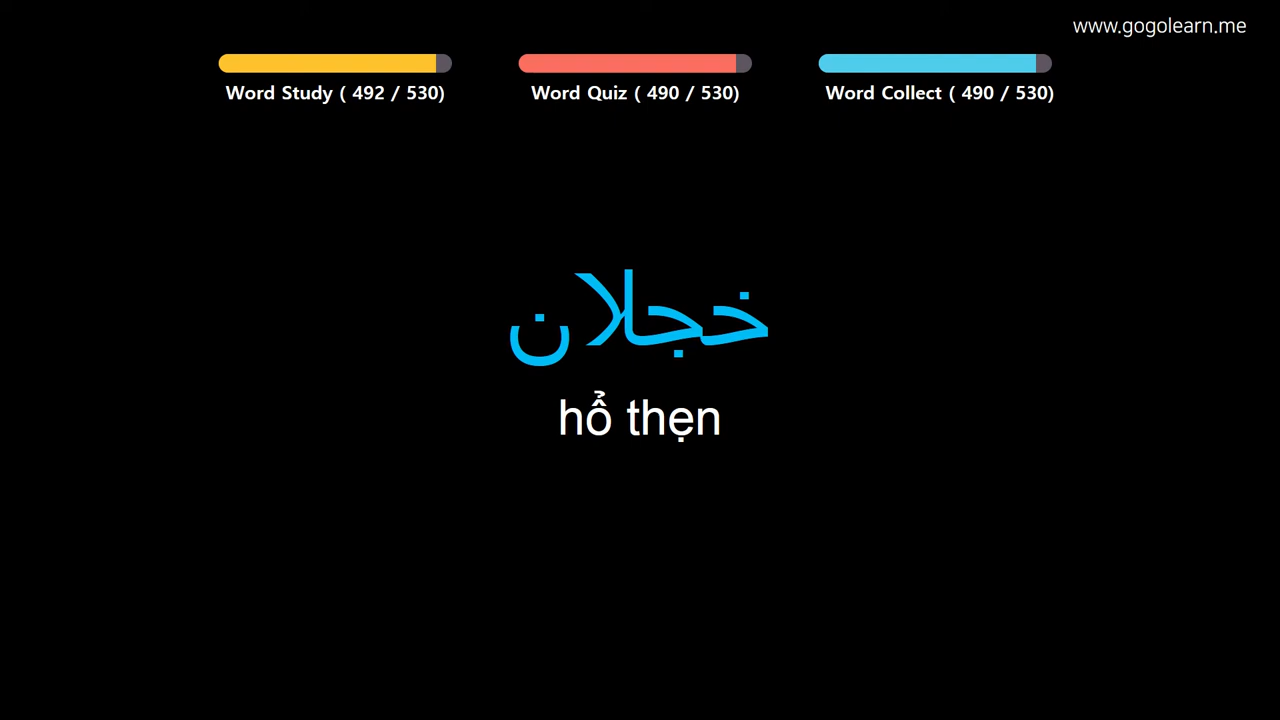 www.gogolearn.me
Word Study ( 492 / 530)
Word Quiz ( 490 / 530)
Word Collect ( 490 / 530)
خجلان
hổ thẹn